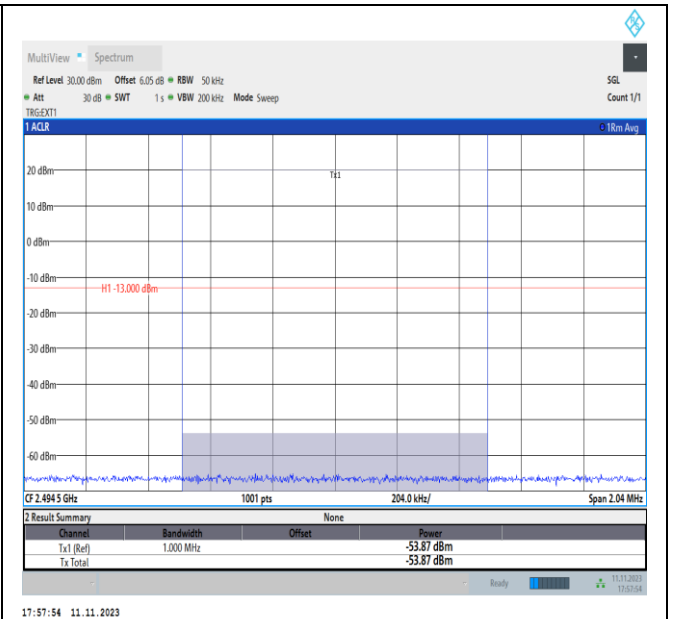 MultiView Spectrum
Ref Level 30.00 dBm Offset 6.05 dB RBW 50 kHz SGL
Att 30 dB SWT 1 s VBW 200 kHz Mode Sweep Count 1/1
TRG:EXT1
1 ACLR 1Rm Avg
20 dBm
Tx1
10 dBm
0 dBm
-10 dBm
H1 -13.000 dBm
-20 dBm
-30 dBm
-40 dBm
-50 dBm
-60 dBm
CF 2.494 5 GHz 1001 pts 204.0 kHz/ Span 2.04 MHz
2 Result Summary None
Channel Bandwidth Offset Power
Tx1 (Ref) 1.000 MHz -53.87 dBm
Tx Total -53.87 dBm
Ready 11.11.2023
17:57:54
17:57:54 11.11.2023